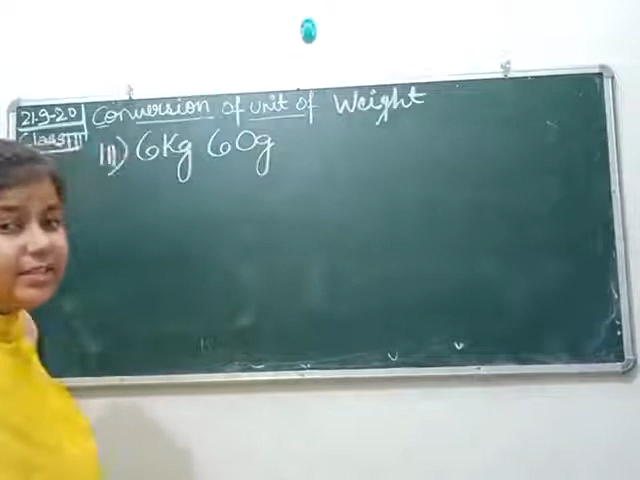 21-9-20
Class III
Conversion of unit of Weight
III) 6Kg 60g